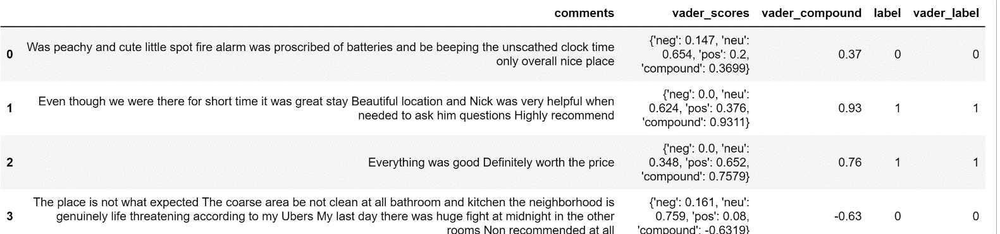 comments vader_scores vader_compound label vader_label
{'neg': 0.147, 'neu':
0 Was peachy and cute little spot fire alarm was proscribed of batteries and be beeping the unscathed clock time 0.654, 'pos': 0.2, 0.37 0 0
only overall nice place 'compound': 0.3699}
{'neg': 0.0, 'neu':
1 Even though we were there for short time it was great stay Beautiful location and Nick was very helpful when 0.624, 'pos': 0.376, 0.93 1 1
needed to ask him questions Highly recommend 'compound': 0.9311}
{'neg': 0.0, 'neu':
2 Everything was good Definitely worth the price 0.348, 'pos': 0.652, 0.76 1 1
'compound': 0.7579}
The place is not what expected The coarse area be not clean at all bathroom and kitchen the neighborhood is {'neg': 0.161, 'neu':
3 genuinely life threatening according to my Ubers My last day there was huge fight at midnight in the other 0.759, 'pos': 0.08, -0.63 0 0
rooms Non recommended at all 'compound': -0.6319}